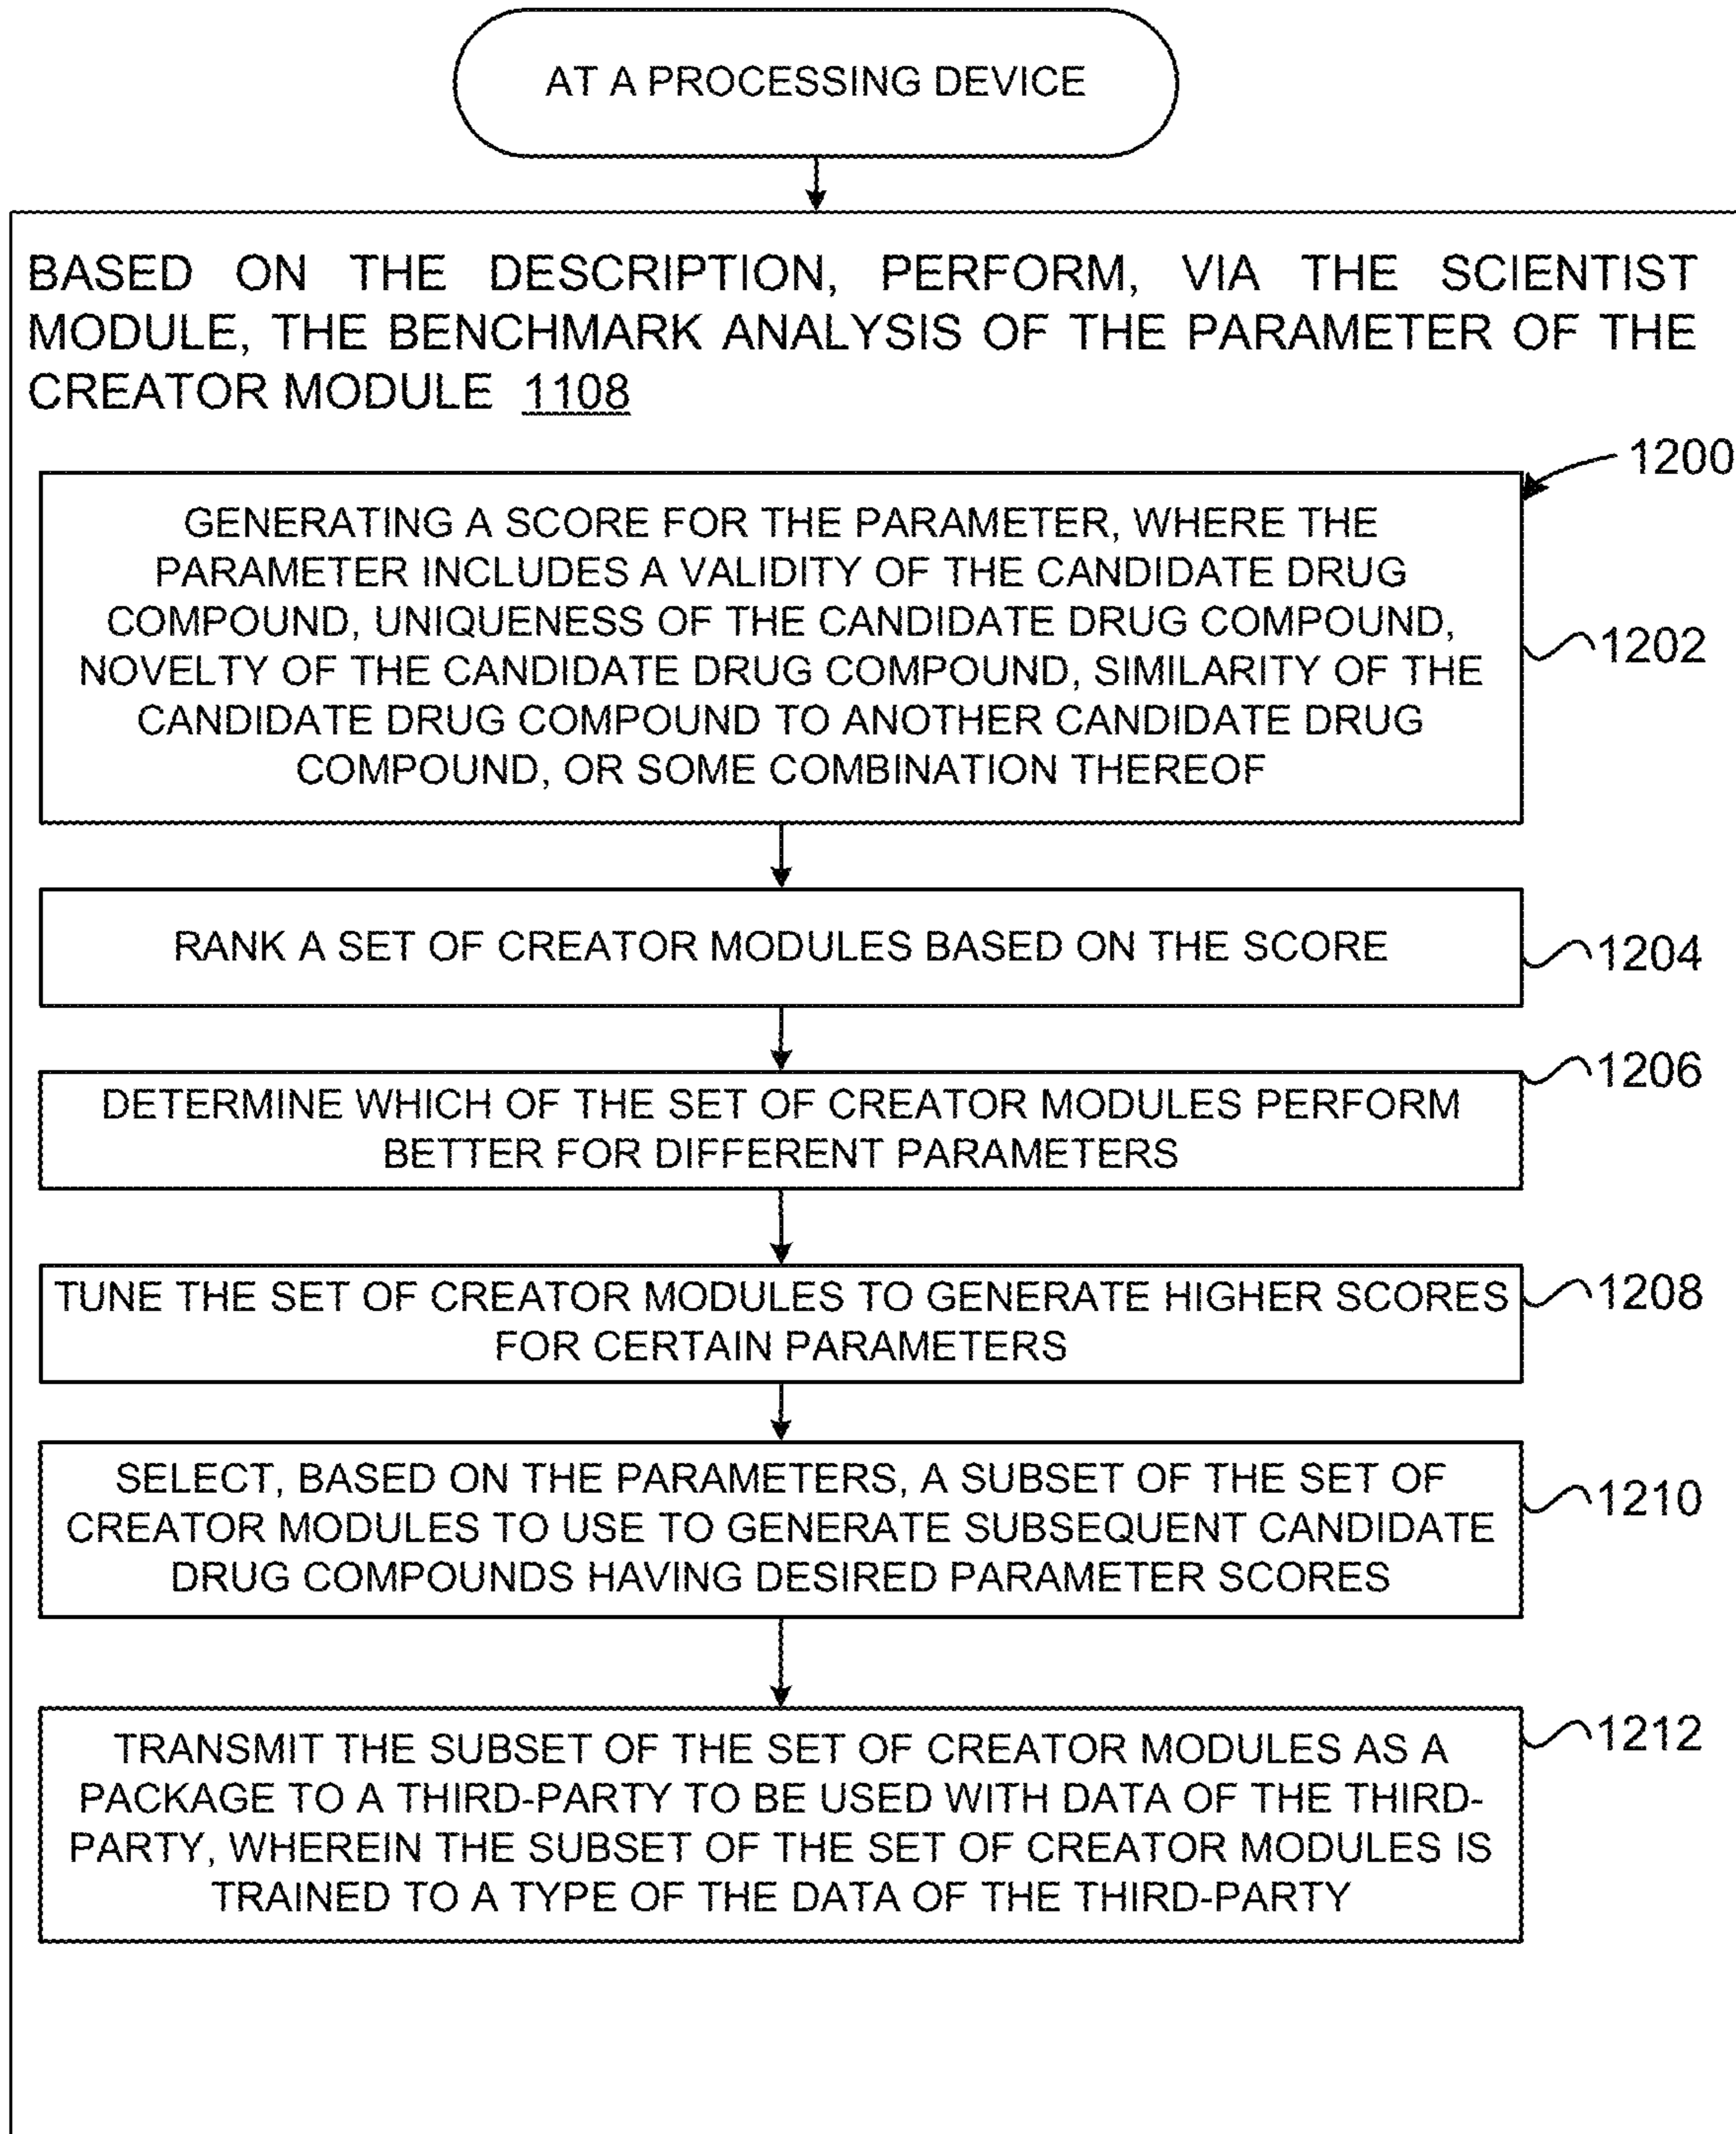 AT A PROCESSING DEVICE
BASED ON THE DESCRIPTION, PERFORM, VIA THE SCIENTIST
MODULE, THE BENCHMARK ANALYSIS OF THE PARAMETER OF THE
CREATOR MODULE 1108
1200
GENERATING A SCORE FOR THE PARAMETER, WHERE THE
PARAMETER INCLUDES A VALIDITY OF THE CANDIDATE DRUG
COMPOUND, UNIQUENESS OF THE CANDIDATE DRUG COMPOUND,
NOVELTY OF THE CANDIDATE DRUG COMPOUND, SIMILARITY OF THE
CANDIDATE DRUG COMPOUND TO ANOTHER CANDIDATE DRUG
COMPOUND, OR SOME COMBINATION THEREOF
1202
RANK A SET OF CREATOR MODULES BASED ON THE SCORE
1204
DETERMINE WHICH OF THE SET OF CREATOR MODULES PERFORM
BETTER FOR DIFFERENT PARAMETERS
1206
TUNE THE SET OF CREATOR MODULES TO GENERATE HIGHER SCORES
FOR CERTAIN PARAMETERS
1208
SELECT, BASED ON THE PARAMETERS, A SUBSET OF THE SET OF
CREATOR MODULES TO USE TO GENERATE SUBSEQUENT CANDIDATE
DRUG COMPOUNDS HAVING DESIRED PARAMETER SCORES
1210
TRANSMIT THE SUBSET OF THE SET OF CREATOR MODULES AS A
PACKAGE TO A THIRD-PARTY TO BE USED WITH DATA OF THE THIRD-
PARTY, WHEREIN THE SUBSET OF THE SET OF CREATOR MODULES IS
TRAINED TO A TYPE OF THE DATA OF THE THIRD-PARTY
1212